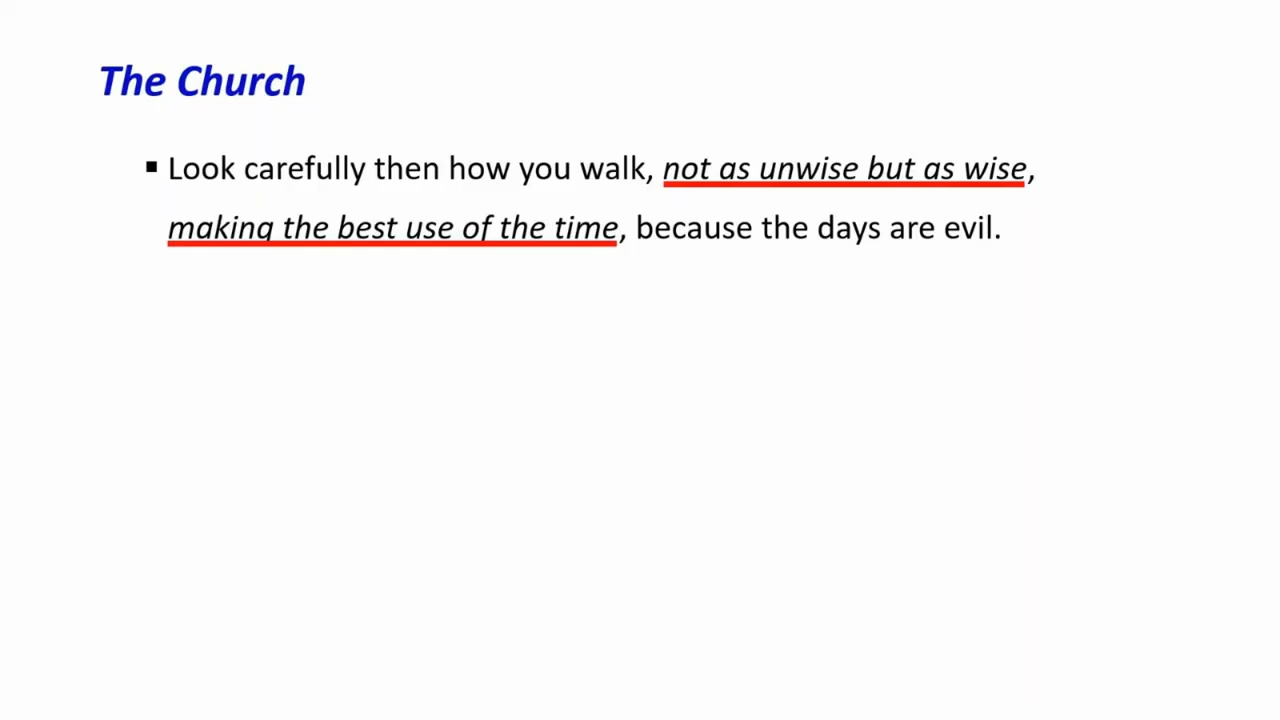 The Church
▪ Look carefully then how you walk, not as unwise but as wise,
making the best use of the time, because the days are evil.